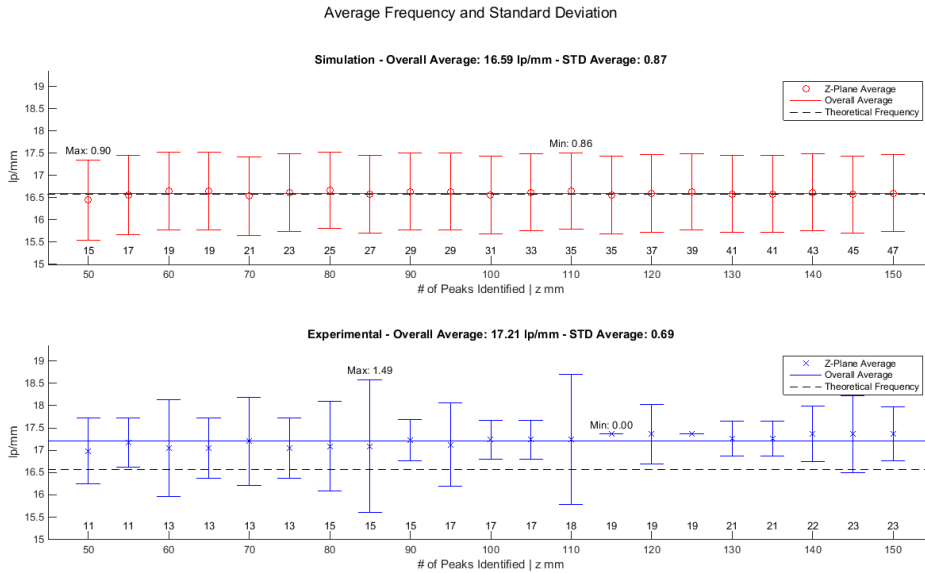 Average Frequency and Standard Deviation
Simulation - Overall Average: 16.59 lp/mm - STD Average: 0.87
19
18.5
18
17.5
17
16.5
16
15.5
15
lp/mm
Z-Plane Average
Overall Average
Theoretical Frequency
Max: 0.90
Min: 0.86
15 17 19 19 21 23 25 27 29 29 31 33 35 35 37 39 41 41 43 45 47
50 60 70 80 90 100 110 120 130 140 150
# of Peaks Identified | z mm
Experimental - Overall Average: 17.21 lp/mm - STD Average: 0.69
19
18.5
18
17.5
17
16.5
16
15.5
15
lp/mm
Z-Plane Average
Overall Average
Theoretical Frequency
Max: 1.49
Min: 0.00
11 11 13 13 13 13 15 15 15 17 17 17 18 19 19 19 21 21 22 23 23
50 60 70 80 90 100 110 120 130 140 150
# of Peaks Identified | z mm